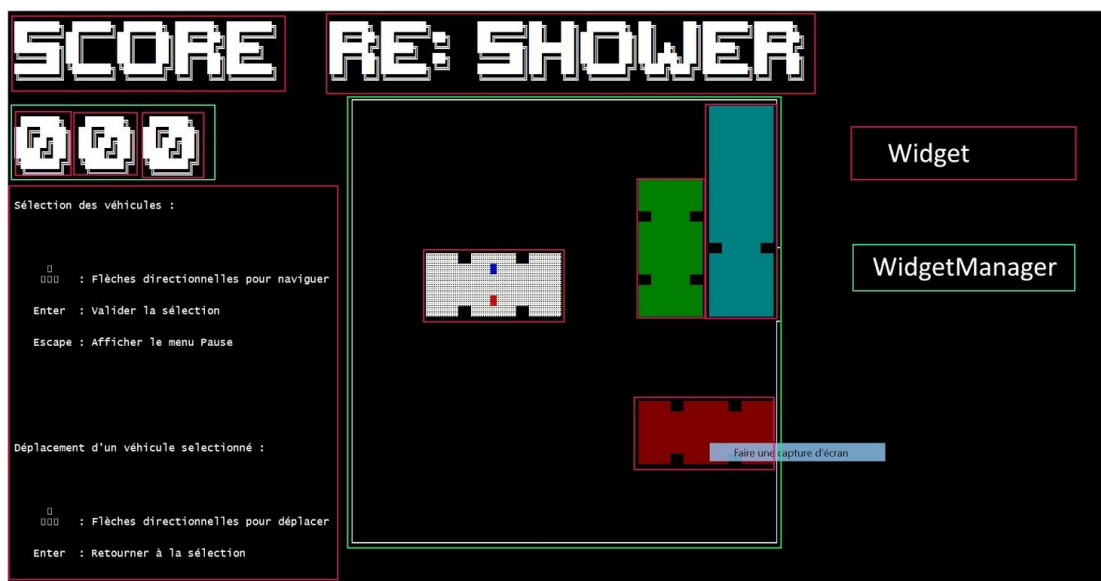 SCORE
RE: SHOWER
000
Widget
WidgetManager
Sélection des véhicules :
: Flèches directionnelles pour naviguer
Enter : Valider la sélection
Escape : Afficher le menu Pause
Déplacement d'un véhicule selectionné :
: Flèches directionnelles pour déplacer
Enter : Retourner à la sélection
Faire une capture d'écran